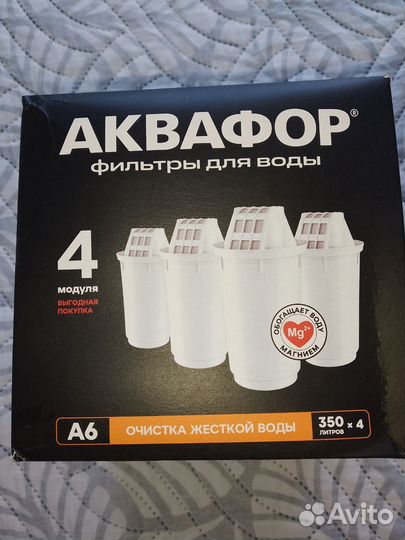 АКВАФОР®
ФИЛЬТРЫ ДЛЯ ВОДЫ
4
МОДУЛЯ
ВЫГОДНАЯ
ПОКУПКА
ОБОГАЩАЕТ ВОДУ
Mg²⁺
МАГНИЕМ
А6
ОЧИСТКА ЖЕСТКОЙ ВОДЫ
350 × 4
ЛИТРОВ
Avito